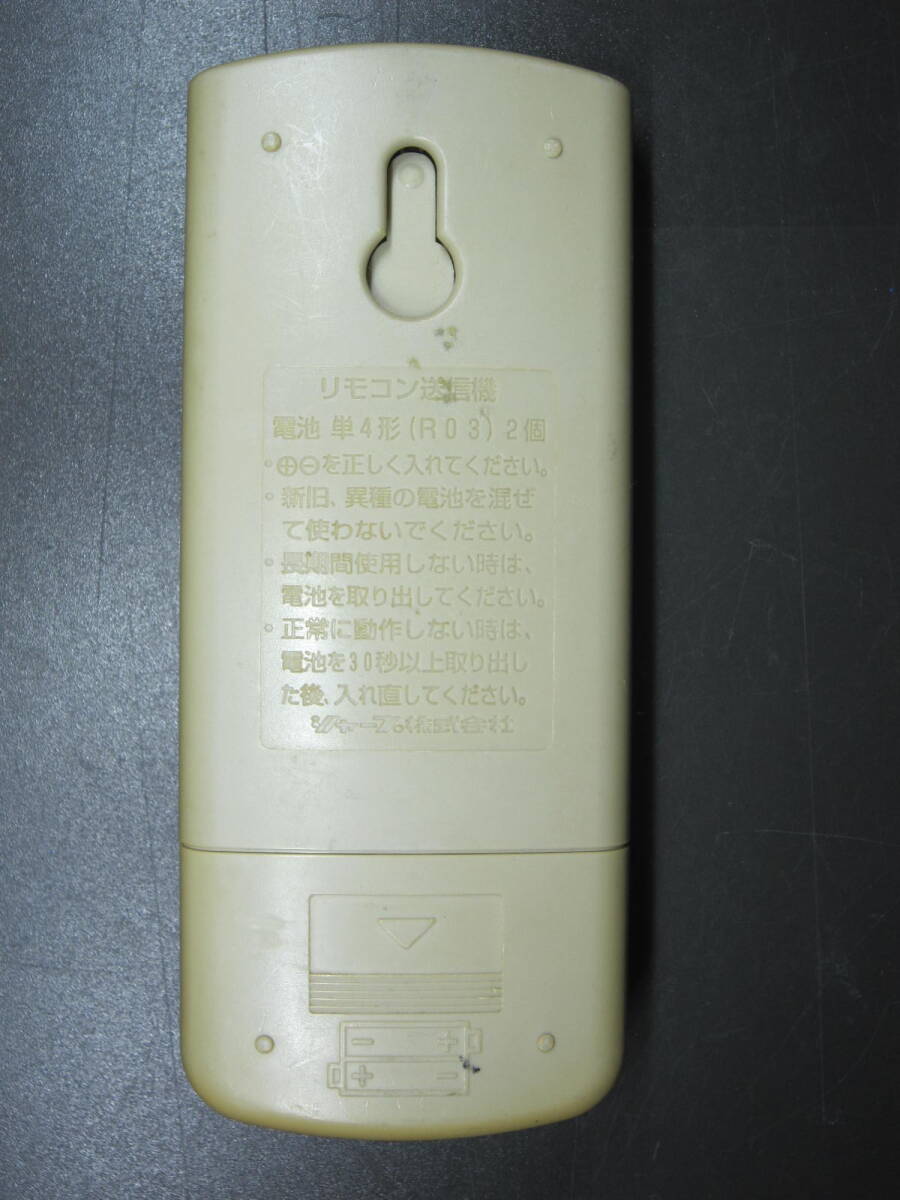 リモコン送信機
電池 単4形(R03)2個
・⊕⊖を正しく入れてください。
・新旧、異種の電池を混ぜ
て使わないでください。
・長期間使用しない時は、
電池を取り出してください。
・正常に動作しない時は、
電池を30秒以上取り出し
た後、入れ直してください。
シャープ株式会社
- +
+ -